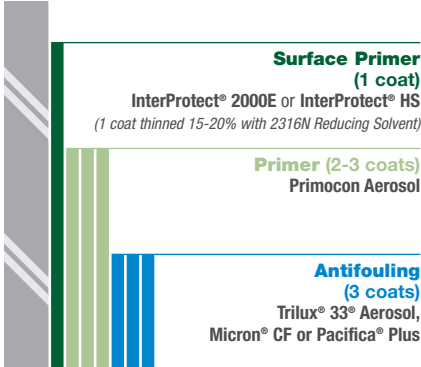 Surface Primer
(1 coat)
InterProtect® 2000E or InterProtect® HS
(1 coat thinned 15-20% with 2316N Reducing Solvent)
Primer (2-3 coats)
Primocon Aerosol
Antifouling
(3 coats)
Trilux® 33® Aerosol,
Micron® CF or Pacifica® Plus